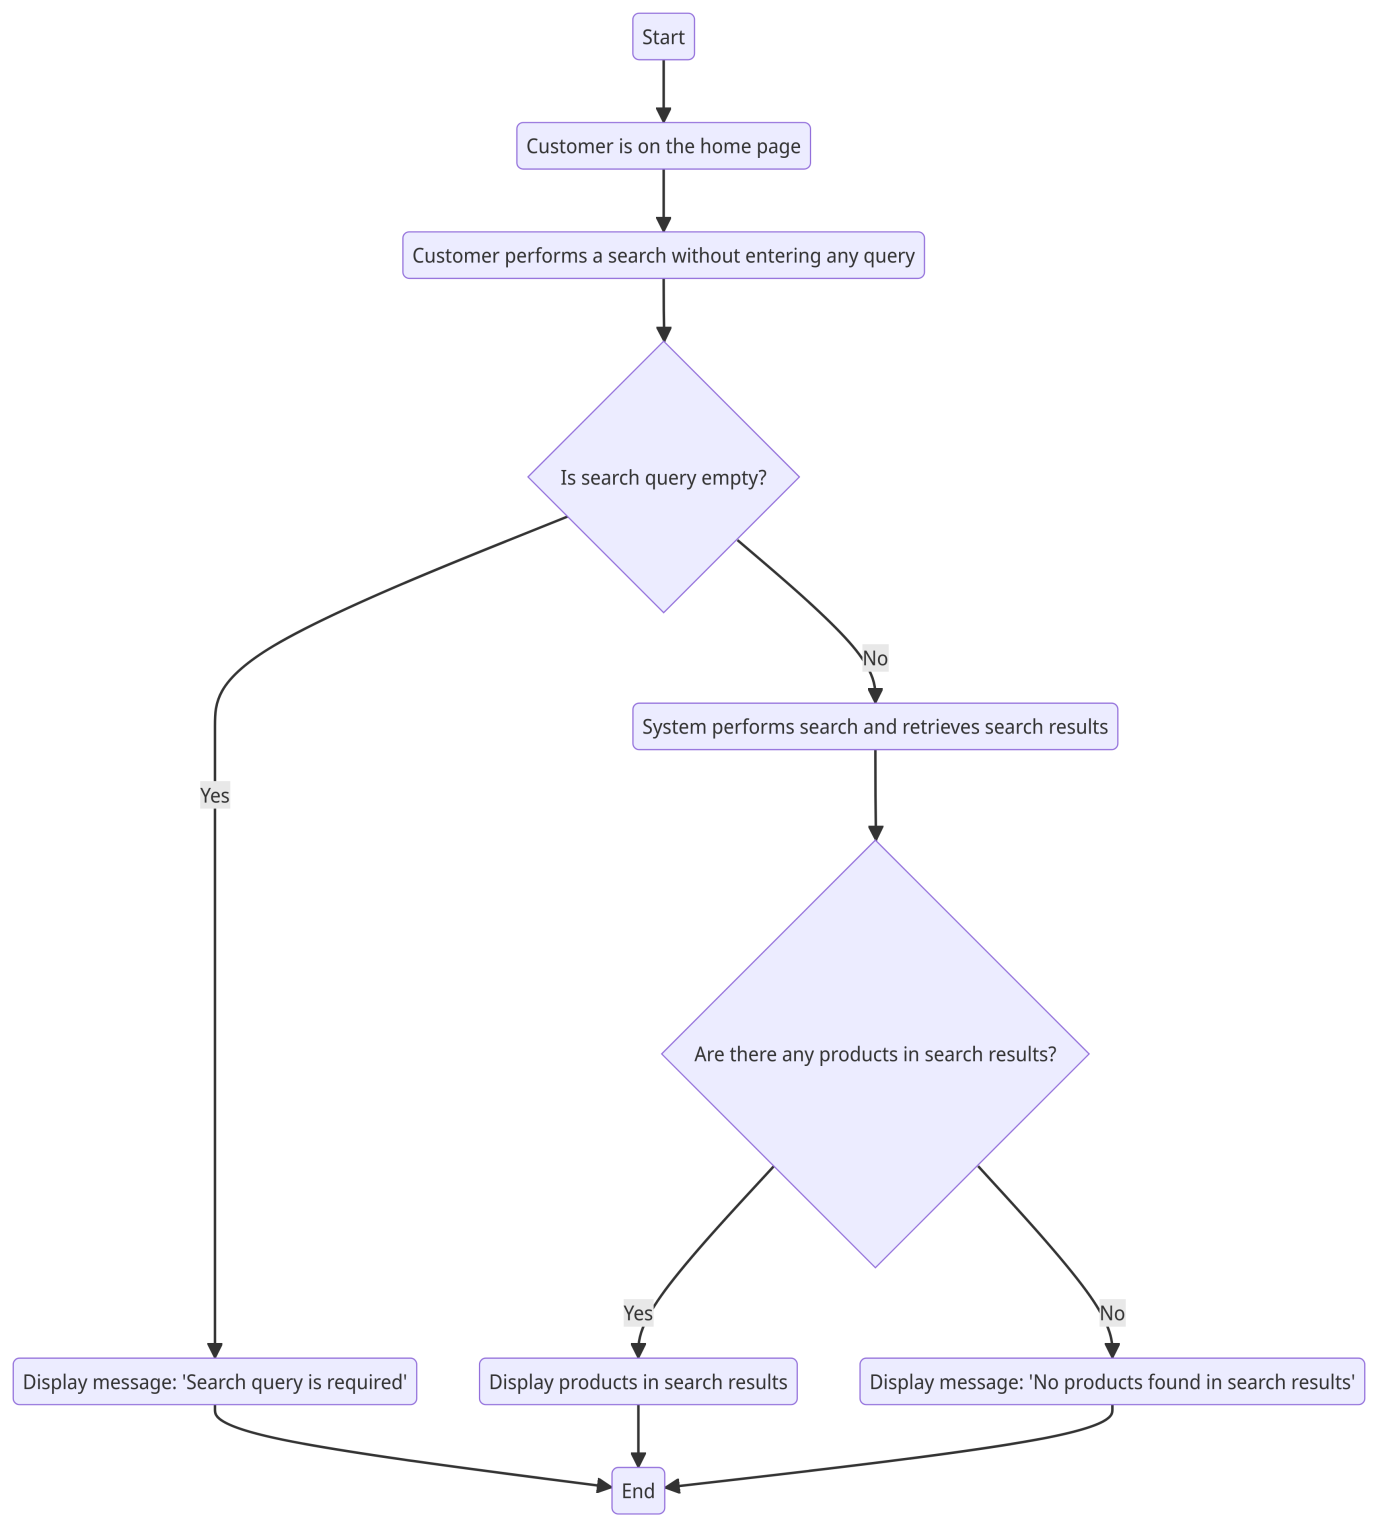 Start
Customer is on the home page
Customer performs a search without entering any query
Is search query empty?
No
System performs search and retrieves search results
Yes
Are there any products in search results?
Yes
No
Display message: 'Search query is required'
Display products in search results
Display message: 'No products found in search results'
End